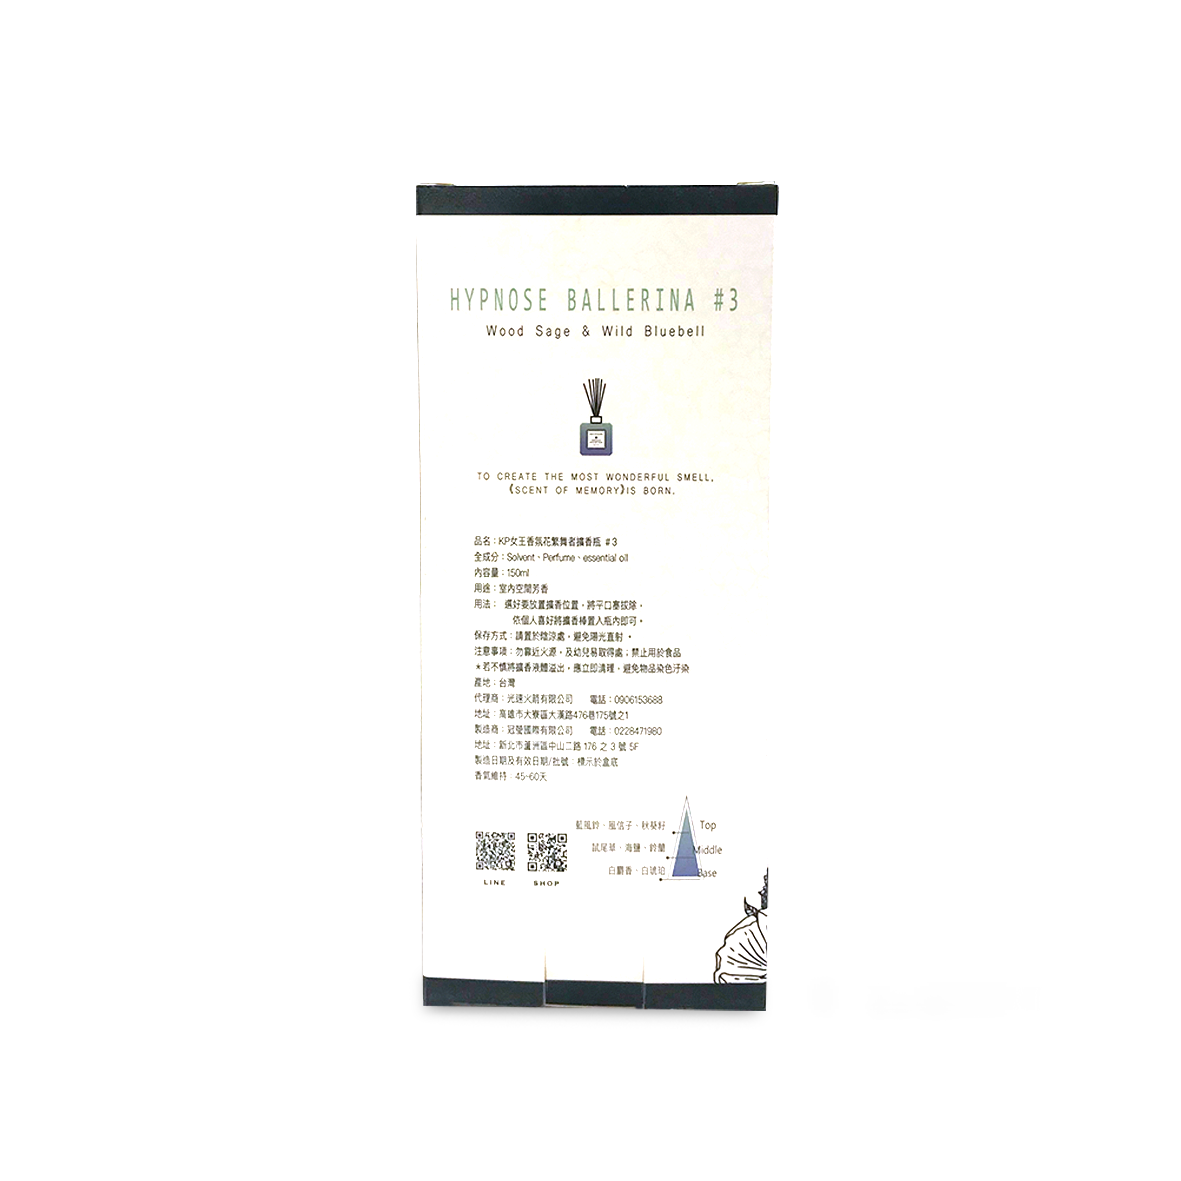 HYPNOSE BALLERINA #3
Wood Sage & Wild Bluebell
TO CREATE THE MOST WONDERFUL SMELL,
《SCENT OF MEMORY》IS BORN.
品名：KP女王香氛花繁舞者擴香瓶 #3
全成分：Solvent、Perfume、essential oil
內容量：150ml
用途：室內空間芳香
用法： 選好要放置擴香位置，將平口塞拔除，
依個人喜好將擴香棒置入瓶內即可。
保存方式：請置於陰涼處，避免陽光直射。
注意事項：勿靠近火源，及幼兒易取得處；禁止用於食品
＊若不慎將擴香液體溢出，應立即清理，避免物品染色汙染
產地：台灣
代理商：光速火箭有限公司 電話：0906153688
地址：高雄市大寮區大漢路476巷175號之1
製造商：冠瑩國際有限公司 電話：0228471980
地址：新北市蘆洲區中山二路 176 之 3 號 5F
製造日期及有效日期/批號：標示於盒底
香氣維持：45-60天
藍風鈴、風信子、秋葵籽 Top
鼠尾草、海鹽、鈴蘭 Middle
白麝香、白琥珀 Base
LINE SHOP